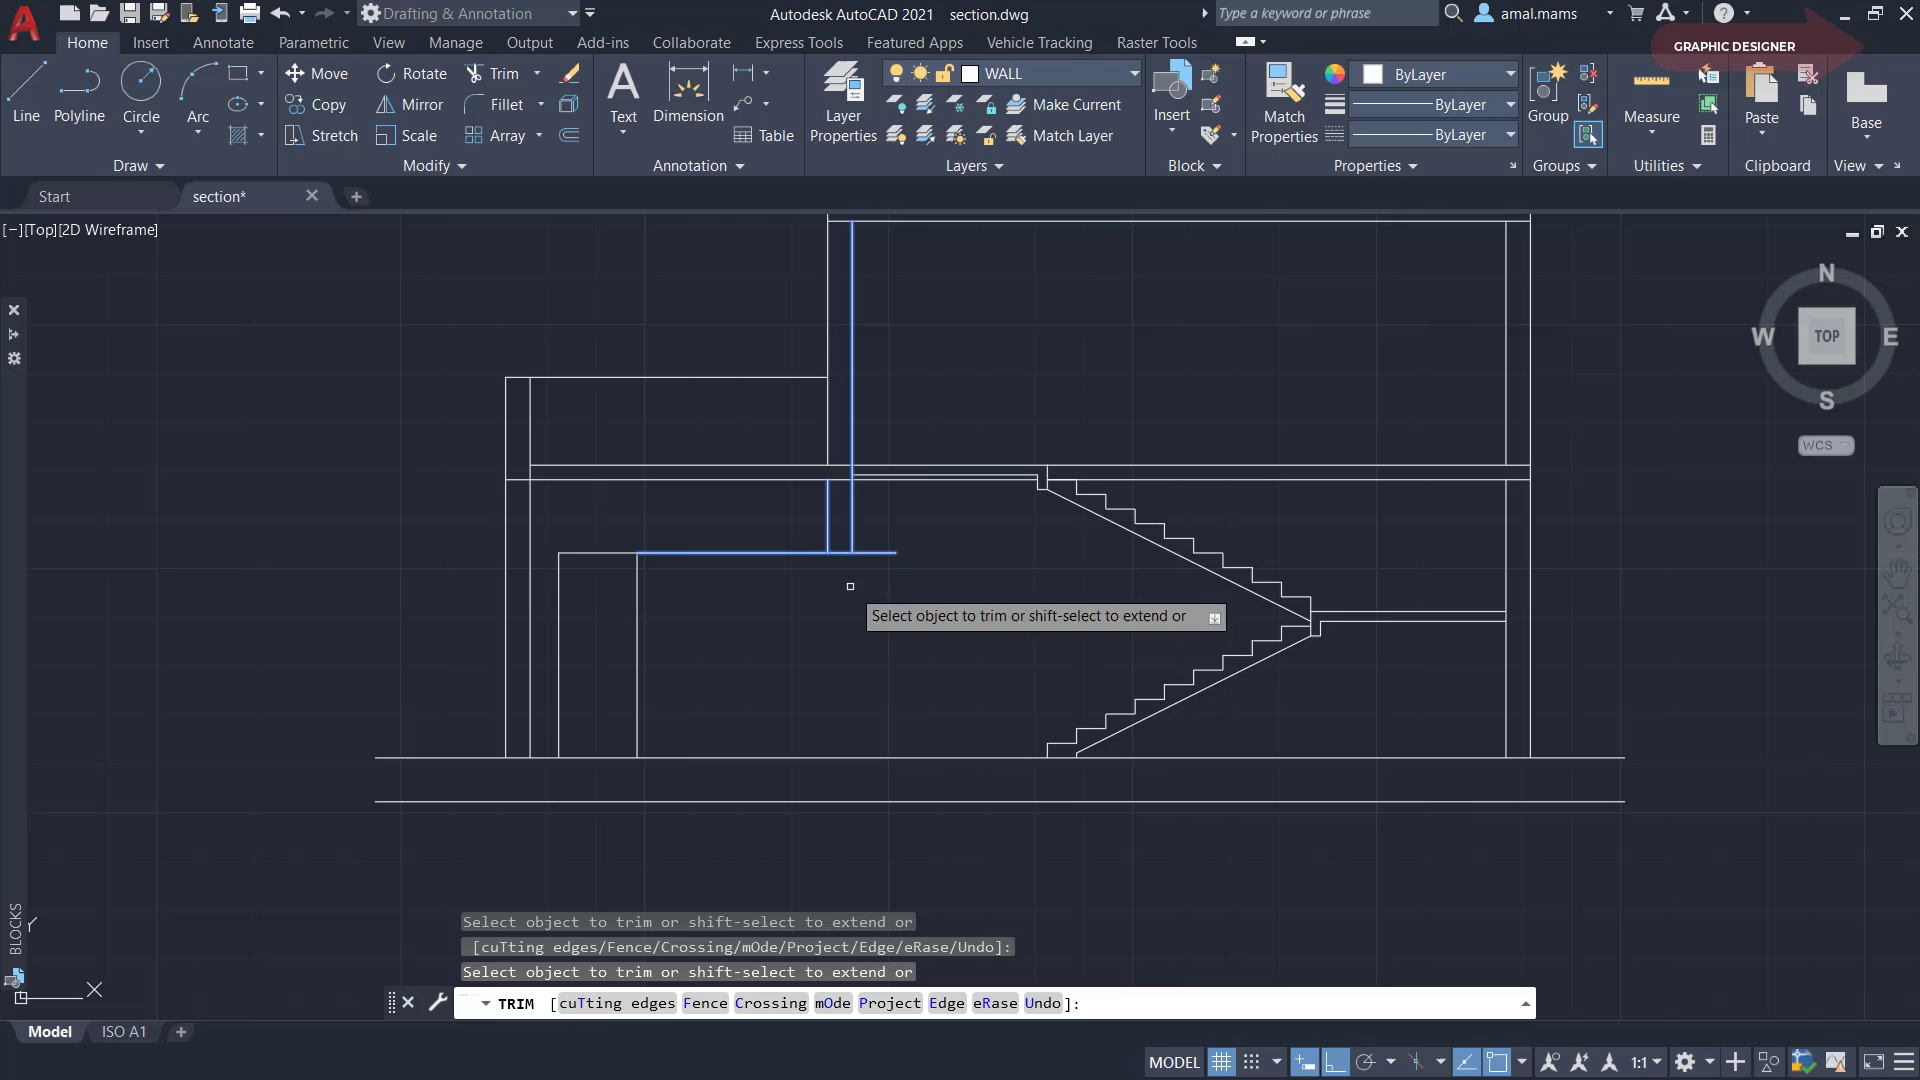 Drafting & Annotation
Autodesk AutoCAD 2021 section.dwg
Type a keyword or phrase
amal.mams
GRAPHIC DESIGNER
Home Insert Annotate Parametric View Manage Output Add-ins Collaborate Express Tools Featured Apps Vehicle Tracking Raster Tools
Line Polyline Circle Arc
Move Rotate Trim
Copy Mirror Fillet
Stretch Scale Array
Text Dimension Table
Layer Properties
WALL
Make Current
Match Layer
Insert
Match Properties
ByLayer
ByLayer
ByLayer
Group
Measure
Paste
Base
Draw Modify Annotation Layers Block Properties Groups Utilities Clipboard View
Start section*
[−][Top][2D Wireframe]
N
W TOP E
S
WCS
Select object to trim or shift-select to extend or
BLOCKS
Y
X
Select object to trim or shift-select to extend or
[cuTting edges/Fence/Crossing/mOde/Project/Edge/eRase/Undo]:
Select object to trim or shift-select to extend or
TRIM [cuTting edges Fence Crossing mOde Project Edge eRase Undo]:
Model ISO A1
MODEL 1:1